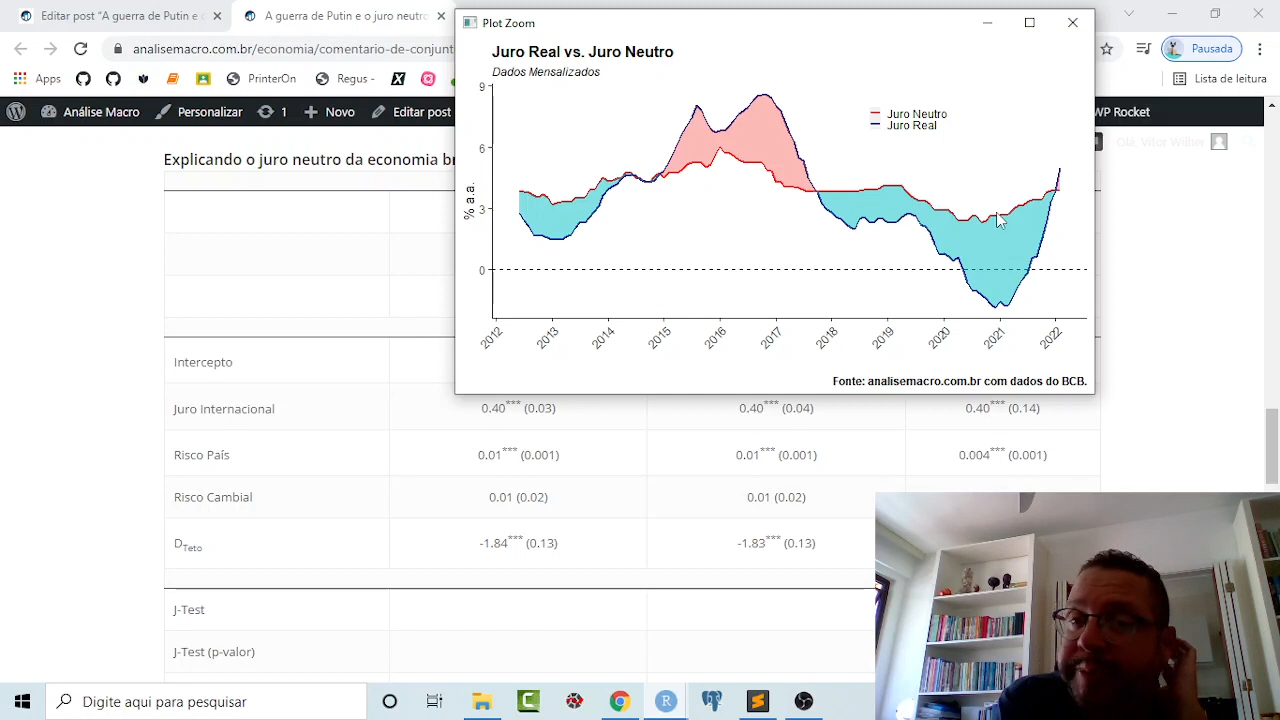 Editar post "A guerra de Putin e
A guerra de Putin e o juro neutro
analisemacro.com.br/economia/comentario-de-conjun
Pausada
Apps
PrinterOn
Regus -
Lista de leitura
Análise Macro
Personalizar
1
Novo
Editar post
WP Rocket
Olá, Vitor Wilher
Plot Zoom
Juro Real vs. Juro Neutro
Dados Mensalizados
9
6
3
0
% a.a.
Juro Neutro
Juro Real
2012
2013
2014
2015
2016
2017
2018
2019
2020
2021
2022
Fonte: analisemacro.com.br com dados do BCB.
Explicando o juro neutro da economia br
Intercepto
Juro Internacional 0.40*** (0.03) 0.40*** (0.04) 0.40*** (0.14)
Risco País 0.01*** (0.001) 0.01*** (0.001) 0.004*** (0.001)
Risco Cambial 0.01 (0.02) 0.01 (0.02)
DTeto -1.84*** (0.13) -1.83*** (0.13)
J-Test
J-Test (p-valor)
Digite aqui para pesqu